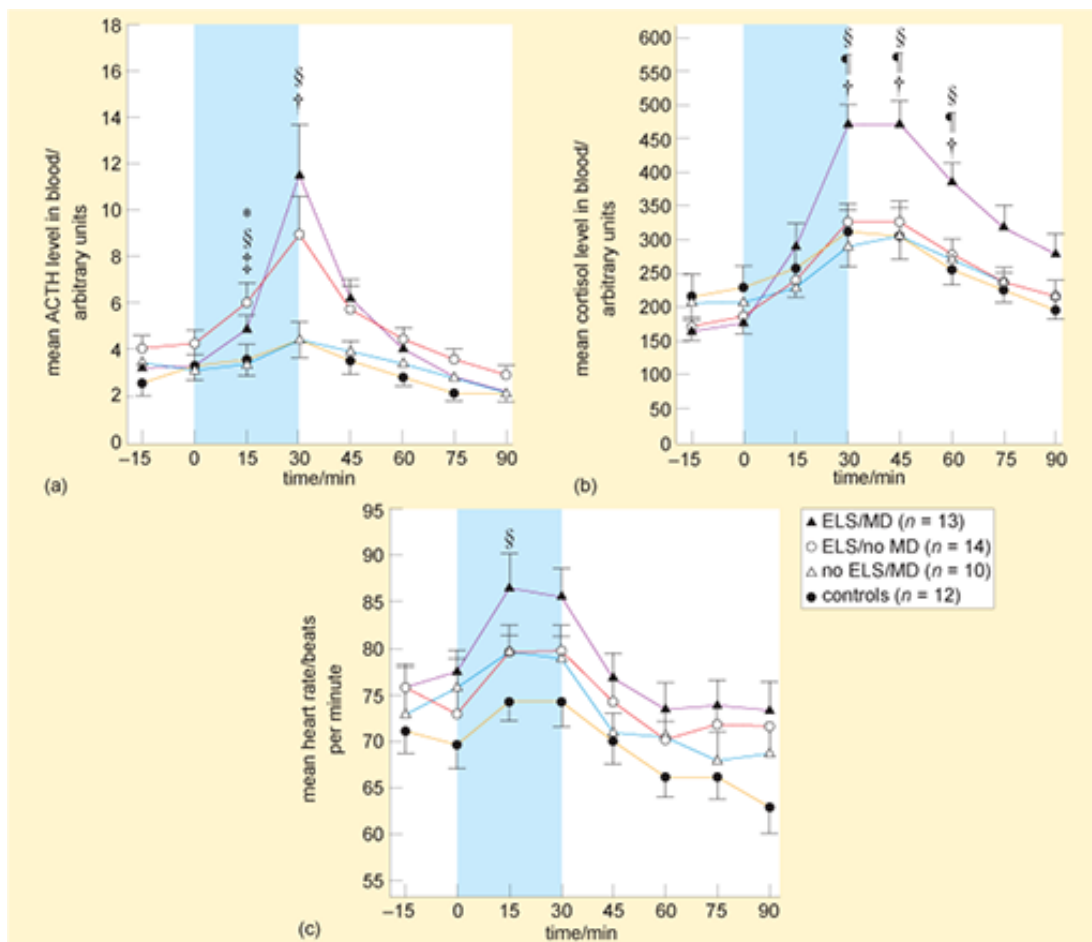 18
16
14
12
10
8
6
4
2
0
mean ACTH level in blood/
arbitrary units
§
†
*
§
‡
–15 0 15 30 45 60 75 90
time/min
(a)
600
550
500
450
400
350
300
250
200
150
100
50
0
mean cortisol level in blood/
arbitrary units
§ § §
¶ ¶ ¶
† † †
–15 0 15 30 45 60 75 90
time/min
(b)
95
90
85
80
75
70
65
60
55
mean heart rate/beats
per minute
§
–15 0 15 30 45 60 75 90
time/min
(c)
ELS/MD (n = 13)
ELS/no MD (n = 14)
no ELS/MD (n = 10)
controls (n = 12)